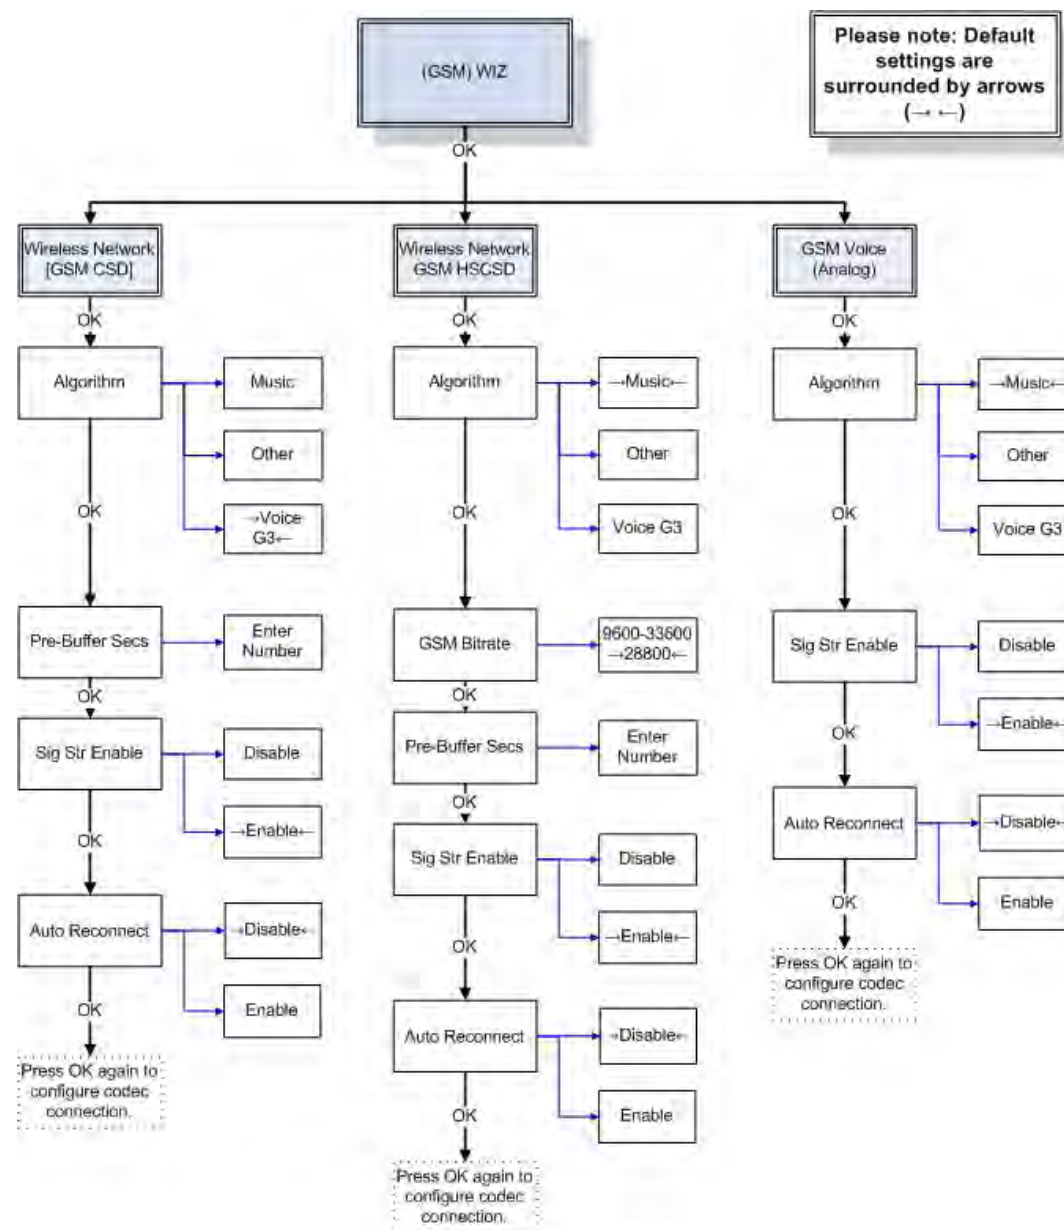 (GSM) WIZ
Please note: Default
settings are
surrounded by arrows
(→ ←)
OK
Wireless Network
[GSM CSD]
OK
Algorithm
Music
Other
→Voice
G3←
OK
Pre-Buffer Secs
Enter
Number
OK
Sig Str Enable
Disable
→Enable←
OK
Auto Reconnect
→Disable←
Enable
OK
Press OK again to
configure codec
connection.
Wireless Network
GSM HSCSD
OK
Algorithm
→Music←
Other
Voice G3
OK
GSM Bitrate
9600-33600
→28800←
OK
Pre-Buffer Secs
Enter
Number
OK
Sig Str Enable
Disable
→Enable←
OK
Auto Reconnect
→Disable←
Enable
OK
Press OK again to
configure codec
connection.
GSM Voice
(Analog)
OK
Algorithm
→Music←
Other
Voice G3
OK
Sig Str Enable
Disable
→Enable←
OK
Auto Reconnect
→Disable←
Enable
OK
Press OK again to
configure codec
connection.